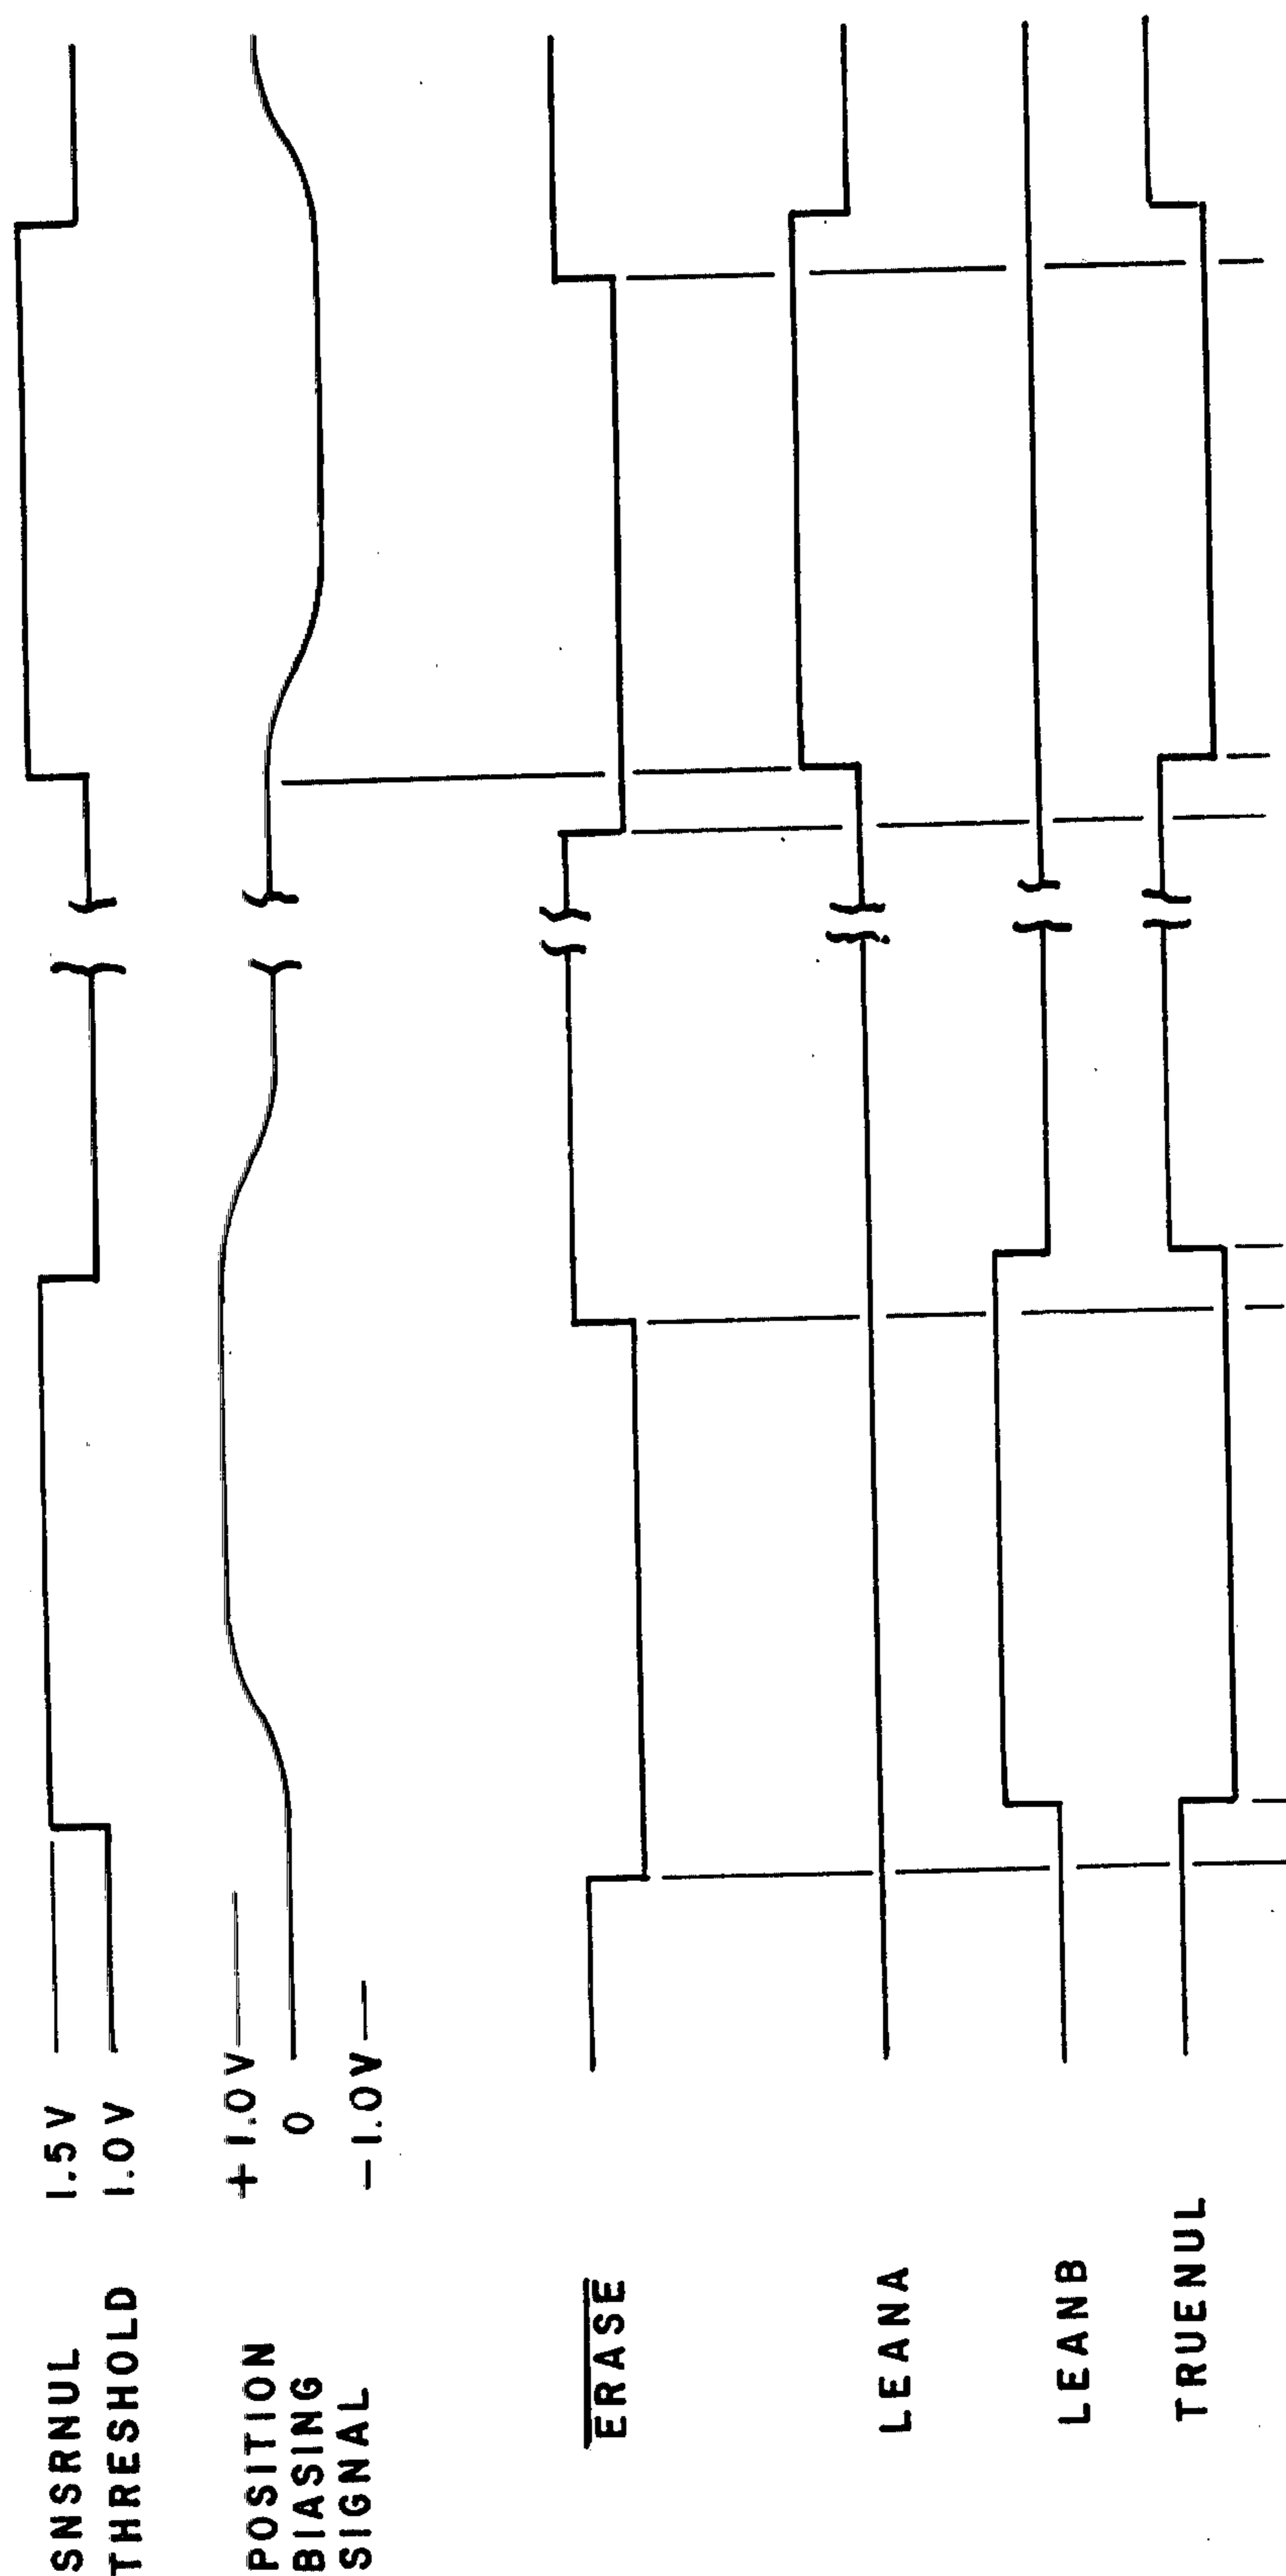 SNSRNUL 1.5V
THRESHOLD 1.0V
POSITION +1.0V
BIASING 0
SIGNAL -1.0V
ERASE
LEANA
LEANB
TRUENUL